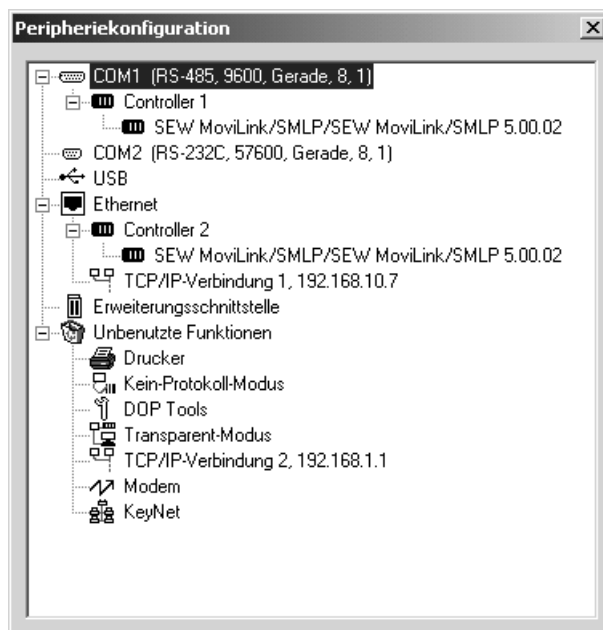 Peripheriekonfiguration
COM1 (RS-485, 9600, Gerade, 8, 1)
Controller 1
SEW MoviLink/SMLP/SEW MoviLink/SMLP 5.00.02
COM2 (RS-232C, 57600, Gerade, 8, 1)
USB
Ethernet
Controller 2
SEW MoviLink/SMLP/SEW MoviLink/SMLP 5.00.02
TCP/IP-Verbindung 1, 192.168.10.7
Erweiterungsschnittstelle
Unbenutzte Funktionen
Drucker
Kein-Protokoll-Modus
DOP Tools
Transparent-Modus
TCP/IP-Verbindung 2, 192.168.1.1
Modem
KeyNet